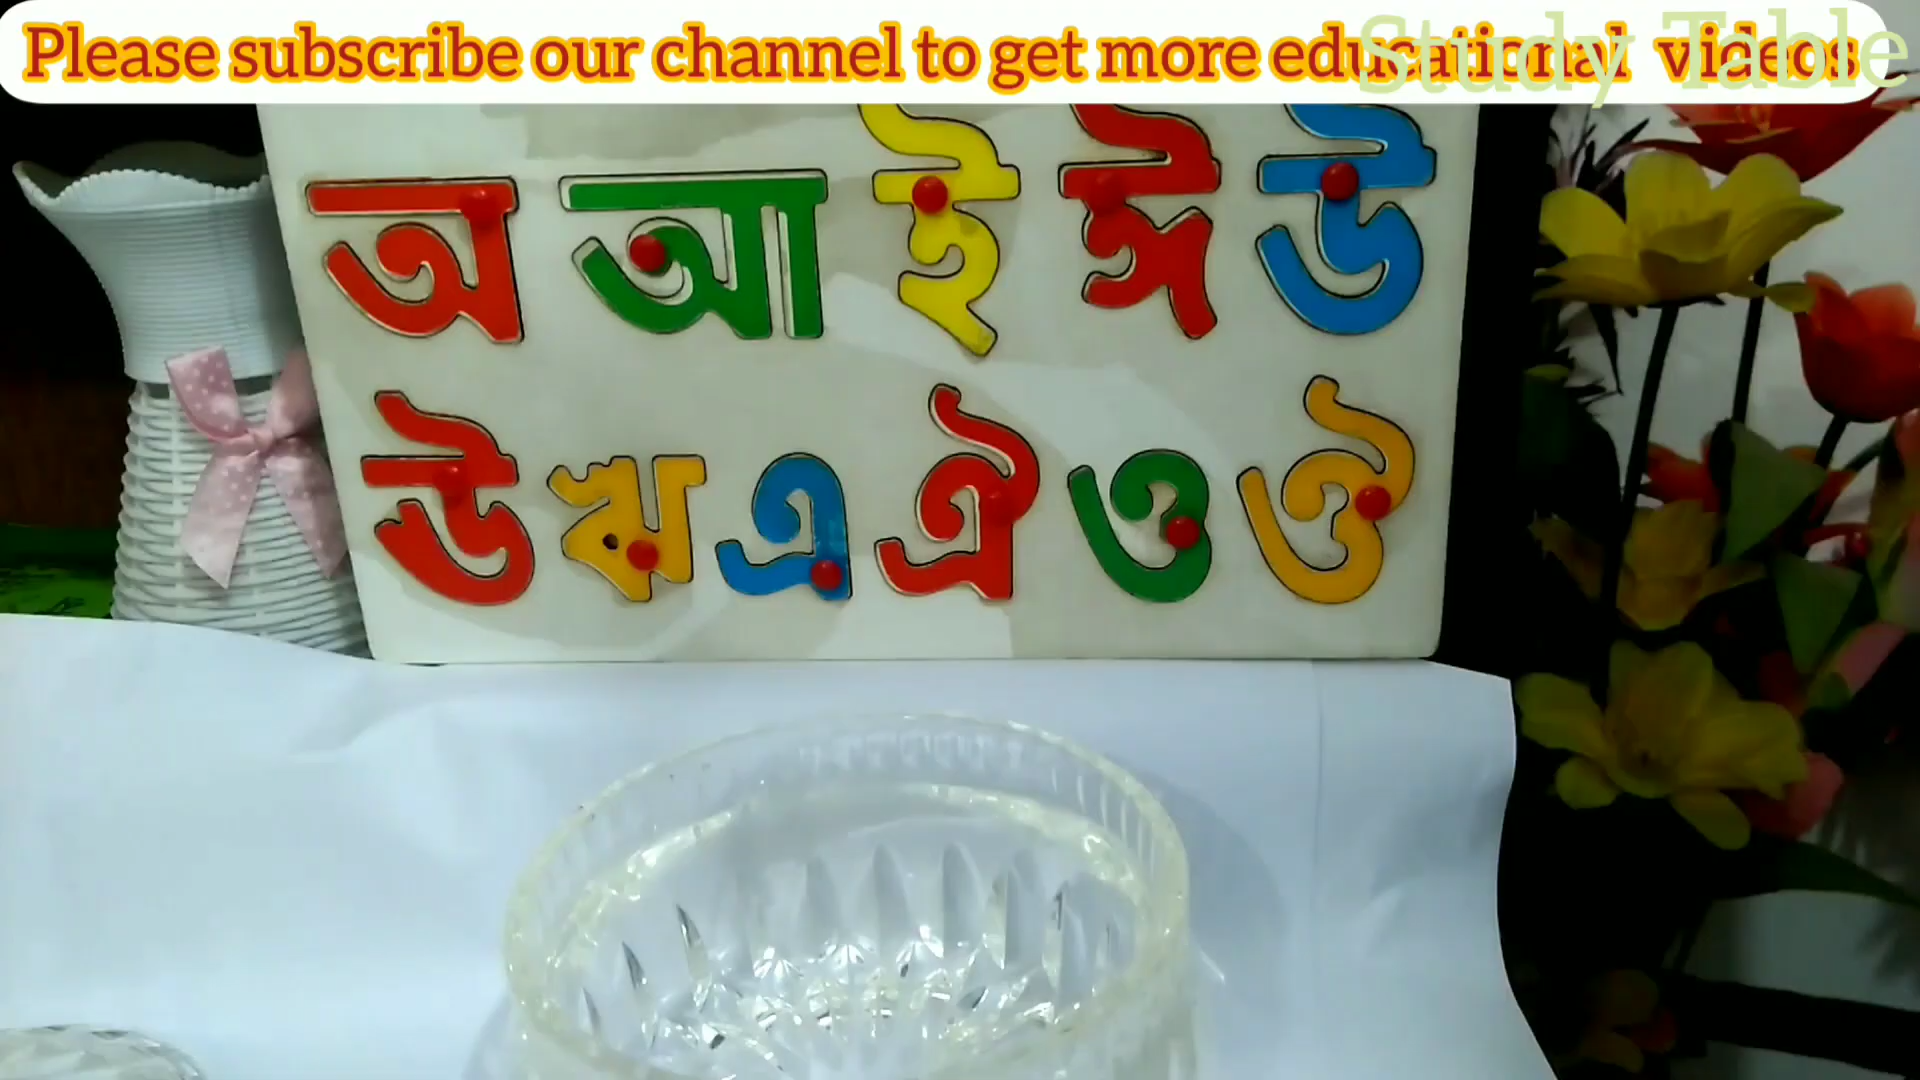 Please subscribe our channel to get more educational videos
Study Table
অ আ ই ঈ উ
ঊ ঋ এ ঐ ও ঔ